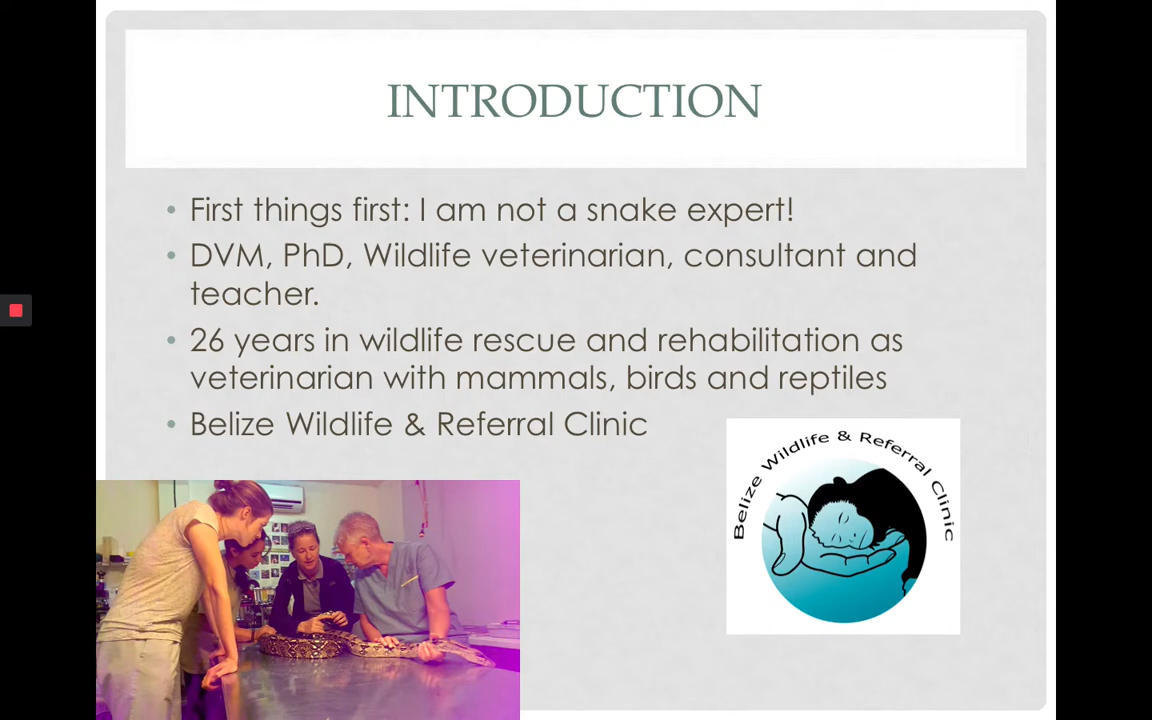 INTRODUCTION
• First things first: I am not a snake expert!
• DVM, PhD, Wildlife veterinarian, consultant and
teacher.
• 26 years in wildlife rescue and rehabilitation as
veterinarian with mammals, birds and reptiles
• Belize Wildlife & Referral Clinic
Belize Wildlife & Referral Clinic